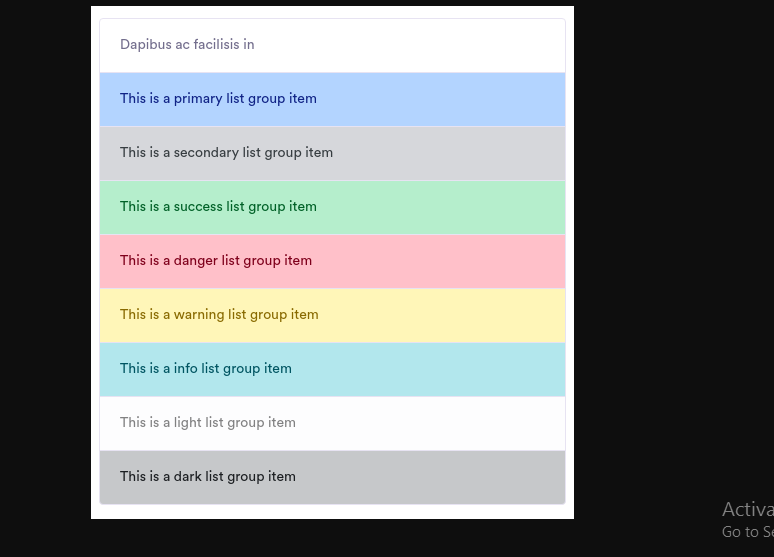 Dapibus ac facilisis in
This is a primary list group item
This is a secondary list group item
This is a success list group item
This is a danger list group item
This is a warning list group item
This is a info list group item
This is a light list group item
This is a dark list group item
Activa
Go to Se